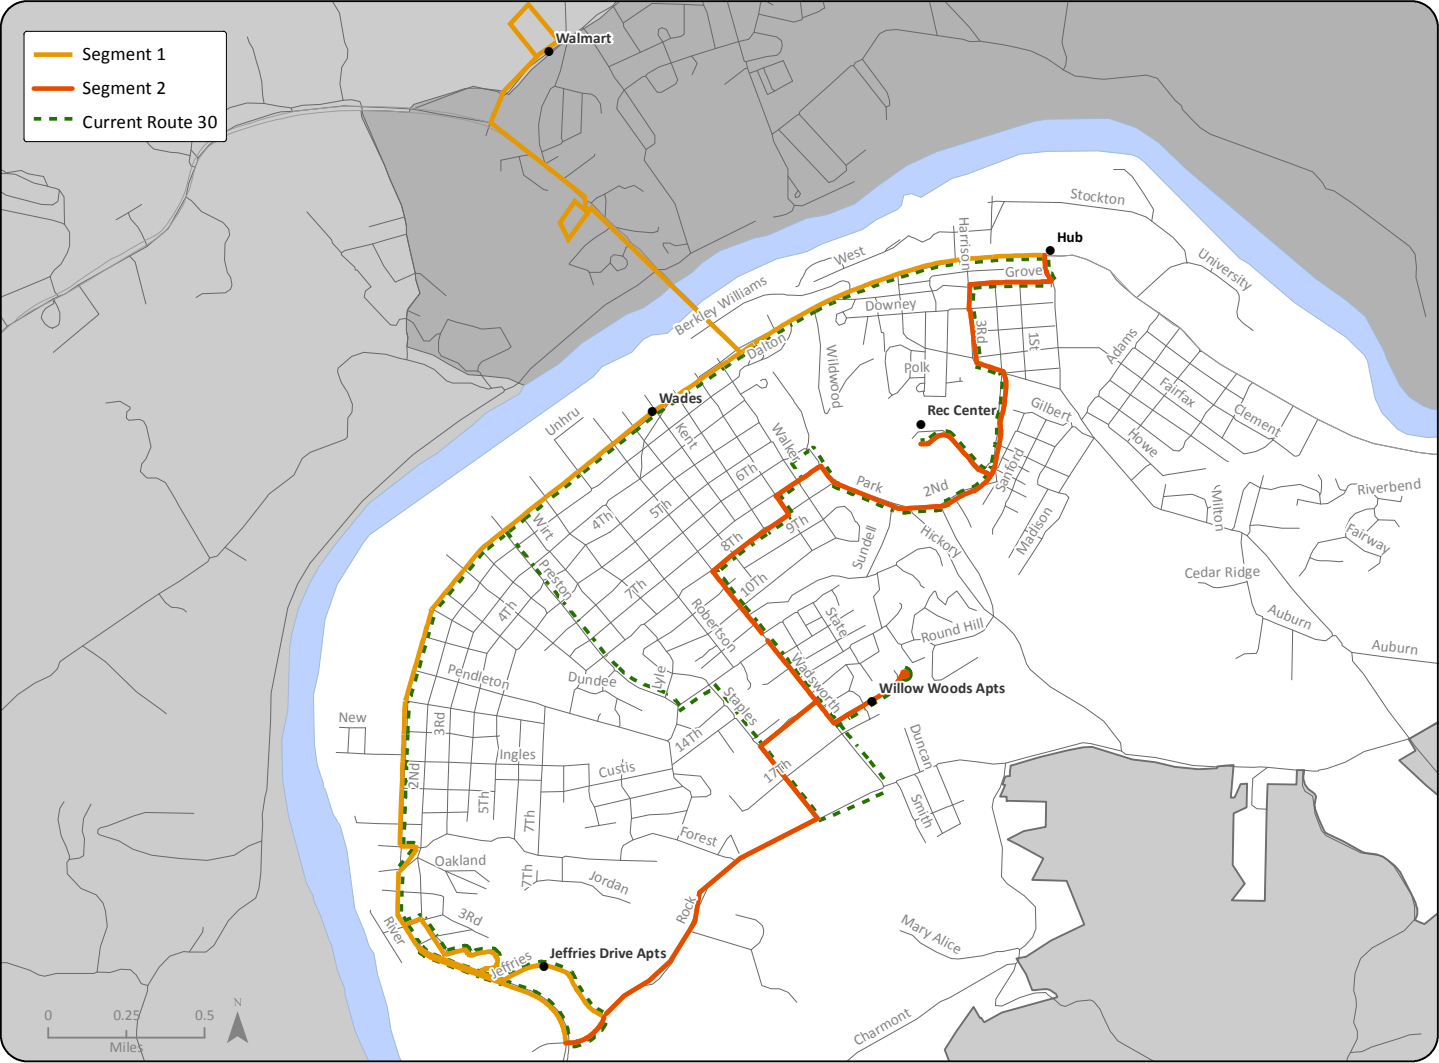 Walmart
Segment 1
Segment 2
Current Route 30
Stockton
Harrison
Hub
West
University
Grove
Berkley Williams
Downey
3Rd
1St
Adams
Dalton
Wildwood
Polk
Fairfax
Wades
Rec Center
Gilbert
Clement
Unhru
Kent
Walker
Howe
6Th
Park
2Nd
Sanford
Milton
Riverbend
Wirt
4Th
5Th
9Th
8Th
Sundell
Hickory
Madison
Fairway
Preston
7Th
10Th
Cedar Ridge
4Th
Robertson
State
Round Hill
Auburn
Auburn
Pendleton
Dundee
Lyle
Wadsworth
Willow Woods Apts
New
3Rd
Staples
14Th
Duncan
Ingles
Custis
17Th
2Nd
5Th
7Th
Smith
Forest
Oakland
7Th
Jordan
River
3Rd
Rock
Mary Alice
Jeffries
Jeffries Drive Apts
Charmont
N
0 0.25 0.5
Miles